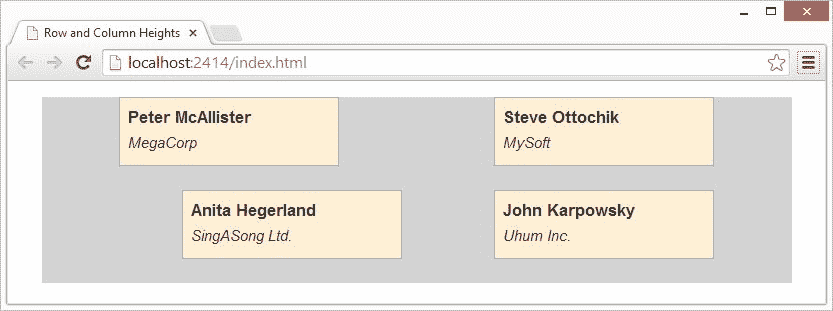 Row and Column Heights
localhost:2414/index.html
Peter McAllister
MegaCorp
Steve Ottochik
MySoft
Anita Hegerland
SingASong Ltd.
John Karpowsky
Uhum Inc.